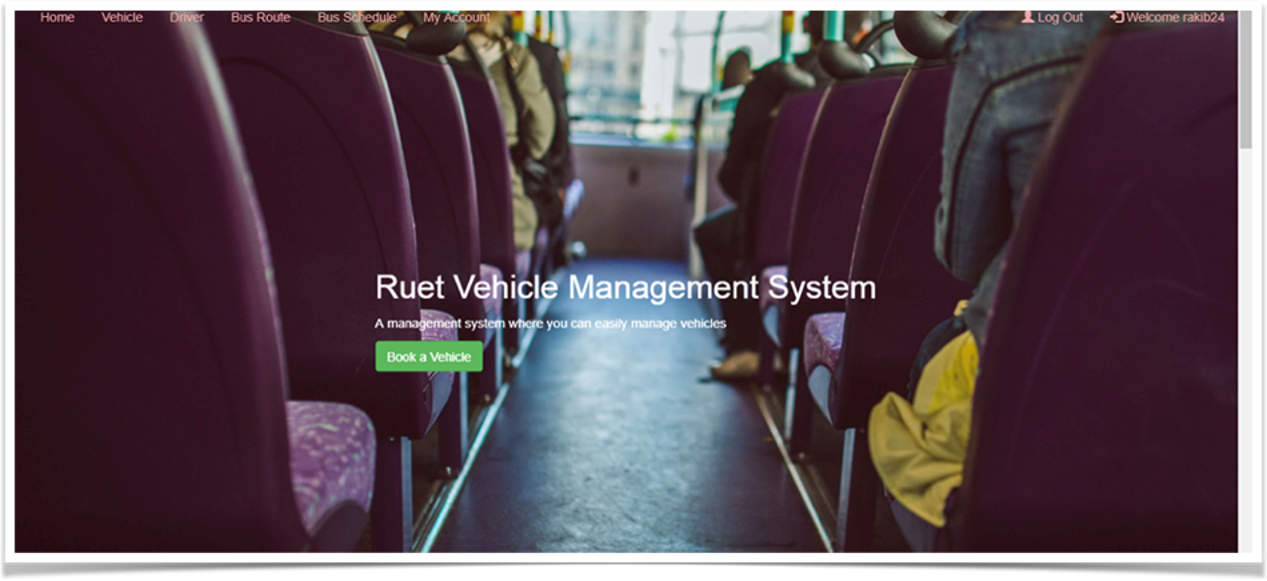 Home Vehicle Driver Bus Route Bus Schedule My Account Log Out Welcome rakib24
Ruet Vehicle Management System
A management system where you can easily manage vehicles
Book a Vehicle